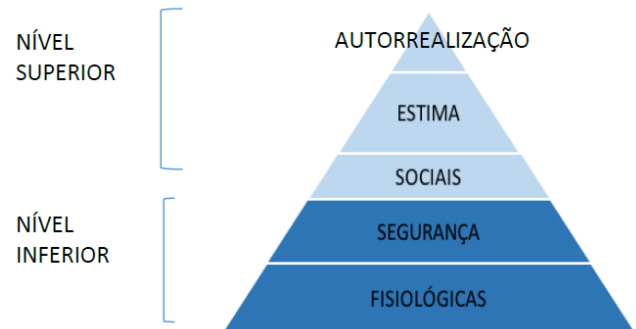 NÍVEL
SUPERIOR
AUTORREALIZAÇÃO
ESTIMA
SOCIAIS
NÍVEL
INFERIOR
SEGURANÇA
FISIOLÓGICAS